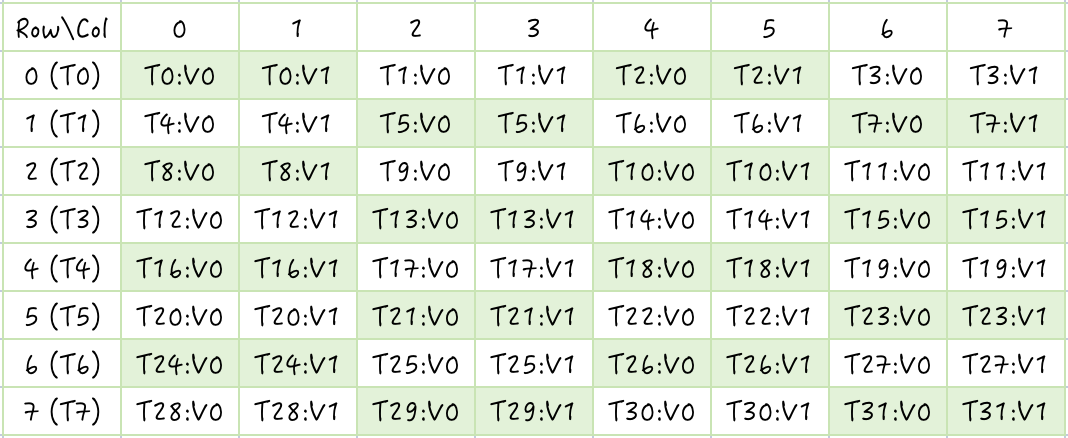 Row\Col 0 1 2 3 4 5 6 7
0 (T0) T0:V0 T0:V1 T1:V0 T1:V1 T2:V0 T2:V1 T3:V0 T3:V1
1 (T1) T4:V0 T4:V1 T5:V0 T5:V1 T6:V0 T6:V1 T7:V0 T7:V1
2 (T2) T8:V0 T8:V1 T9:V0 T9:V1 T10:V0 T10:V1 T11:V0 T11:V1
3 (T3) T12:V0 T12:V1 T13:V0 T13:V1 T14:V0 T14:V1 T15:V0 T15:V1
4 (T4) T16:V0 T16:V1 T17:V0 T17:V1 T18:V0 T18:V1 T19:V0 T19:V1
5 (T5) T20:V0 T20:V1 T21:V0 T21:V1 T22:V0 T22:V1 T23:V0 T23:V1
6 (T6) T24:V0 T24:V1 T25:V0 T25:V1 T26:V0 T26:V1 T27:V0 T27:V1
7 (T7) T28:V0 T28:V1 T29:V0 T29:V1 T30:V0 T30:V1 T31:V0 T31:V1